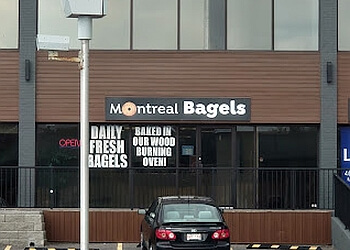 Montreal Bagels
OPEN
DAILY
FRESH
BAGELS
BAKED IN
OUR WOOD
BURNING
OVEN!
L